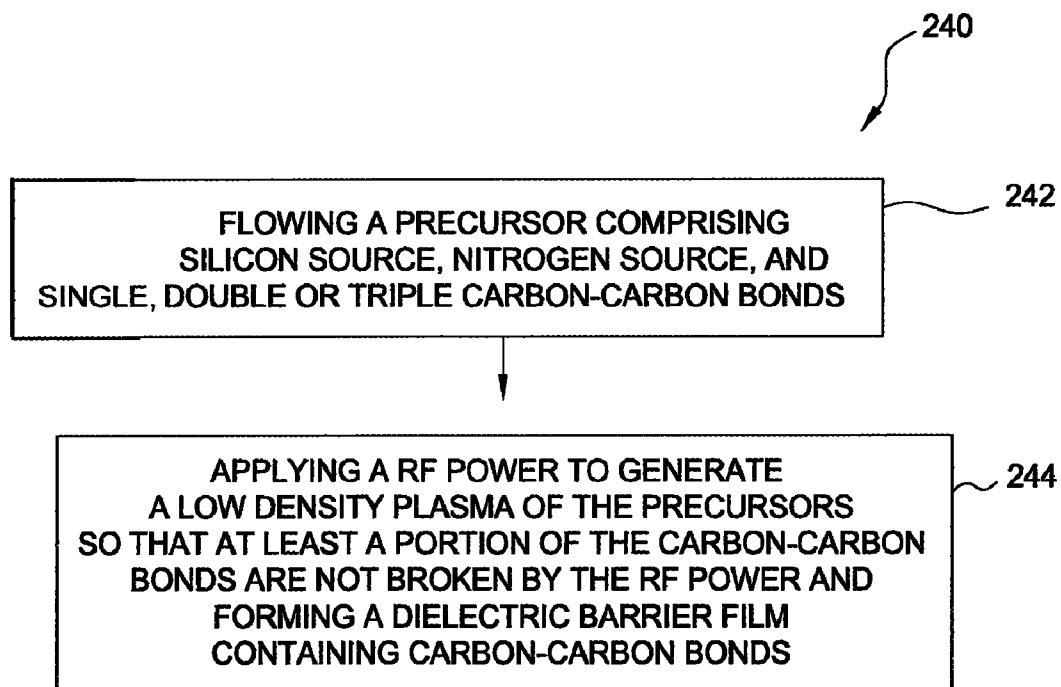 240
FLOWING A PRECURSOR COMPRISING
SILICON SOURCE, NITROGEN SOURCE, AND
SINGLE, DOUBLE OR TRIPLE CARBON-CARBON BONDS
242
APPLYING A RF POWER TO GENERATE
A LOW DENSITY PLASMA OF THE PRECURSORS
SO THAT AT LEAST A PORTION OF THE CARBON-CARBON
BONDS ARE NOT BROKEN BY THE RF POWER AND
FORMING A DIELECTRIC BARRIER FILM
CONTAINING CARBON-CARBON BONDS
244